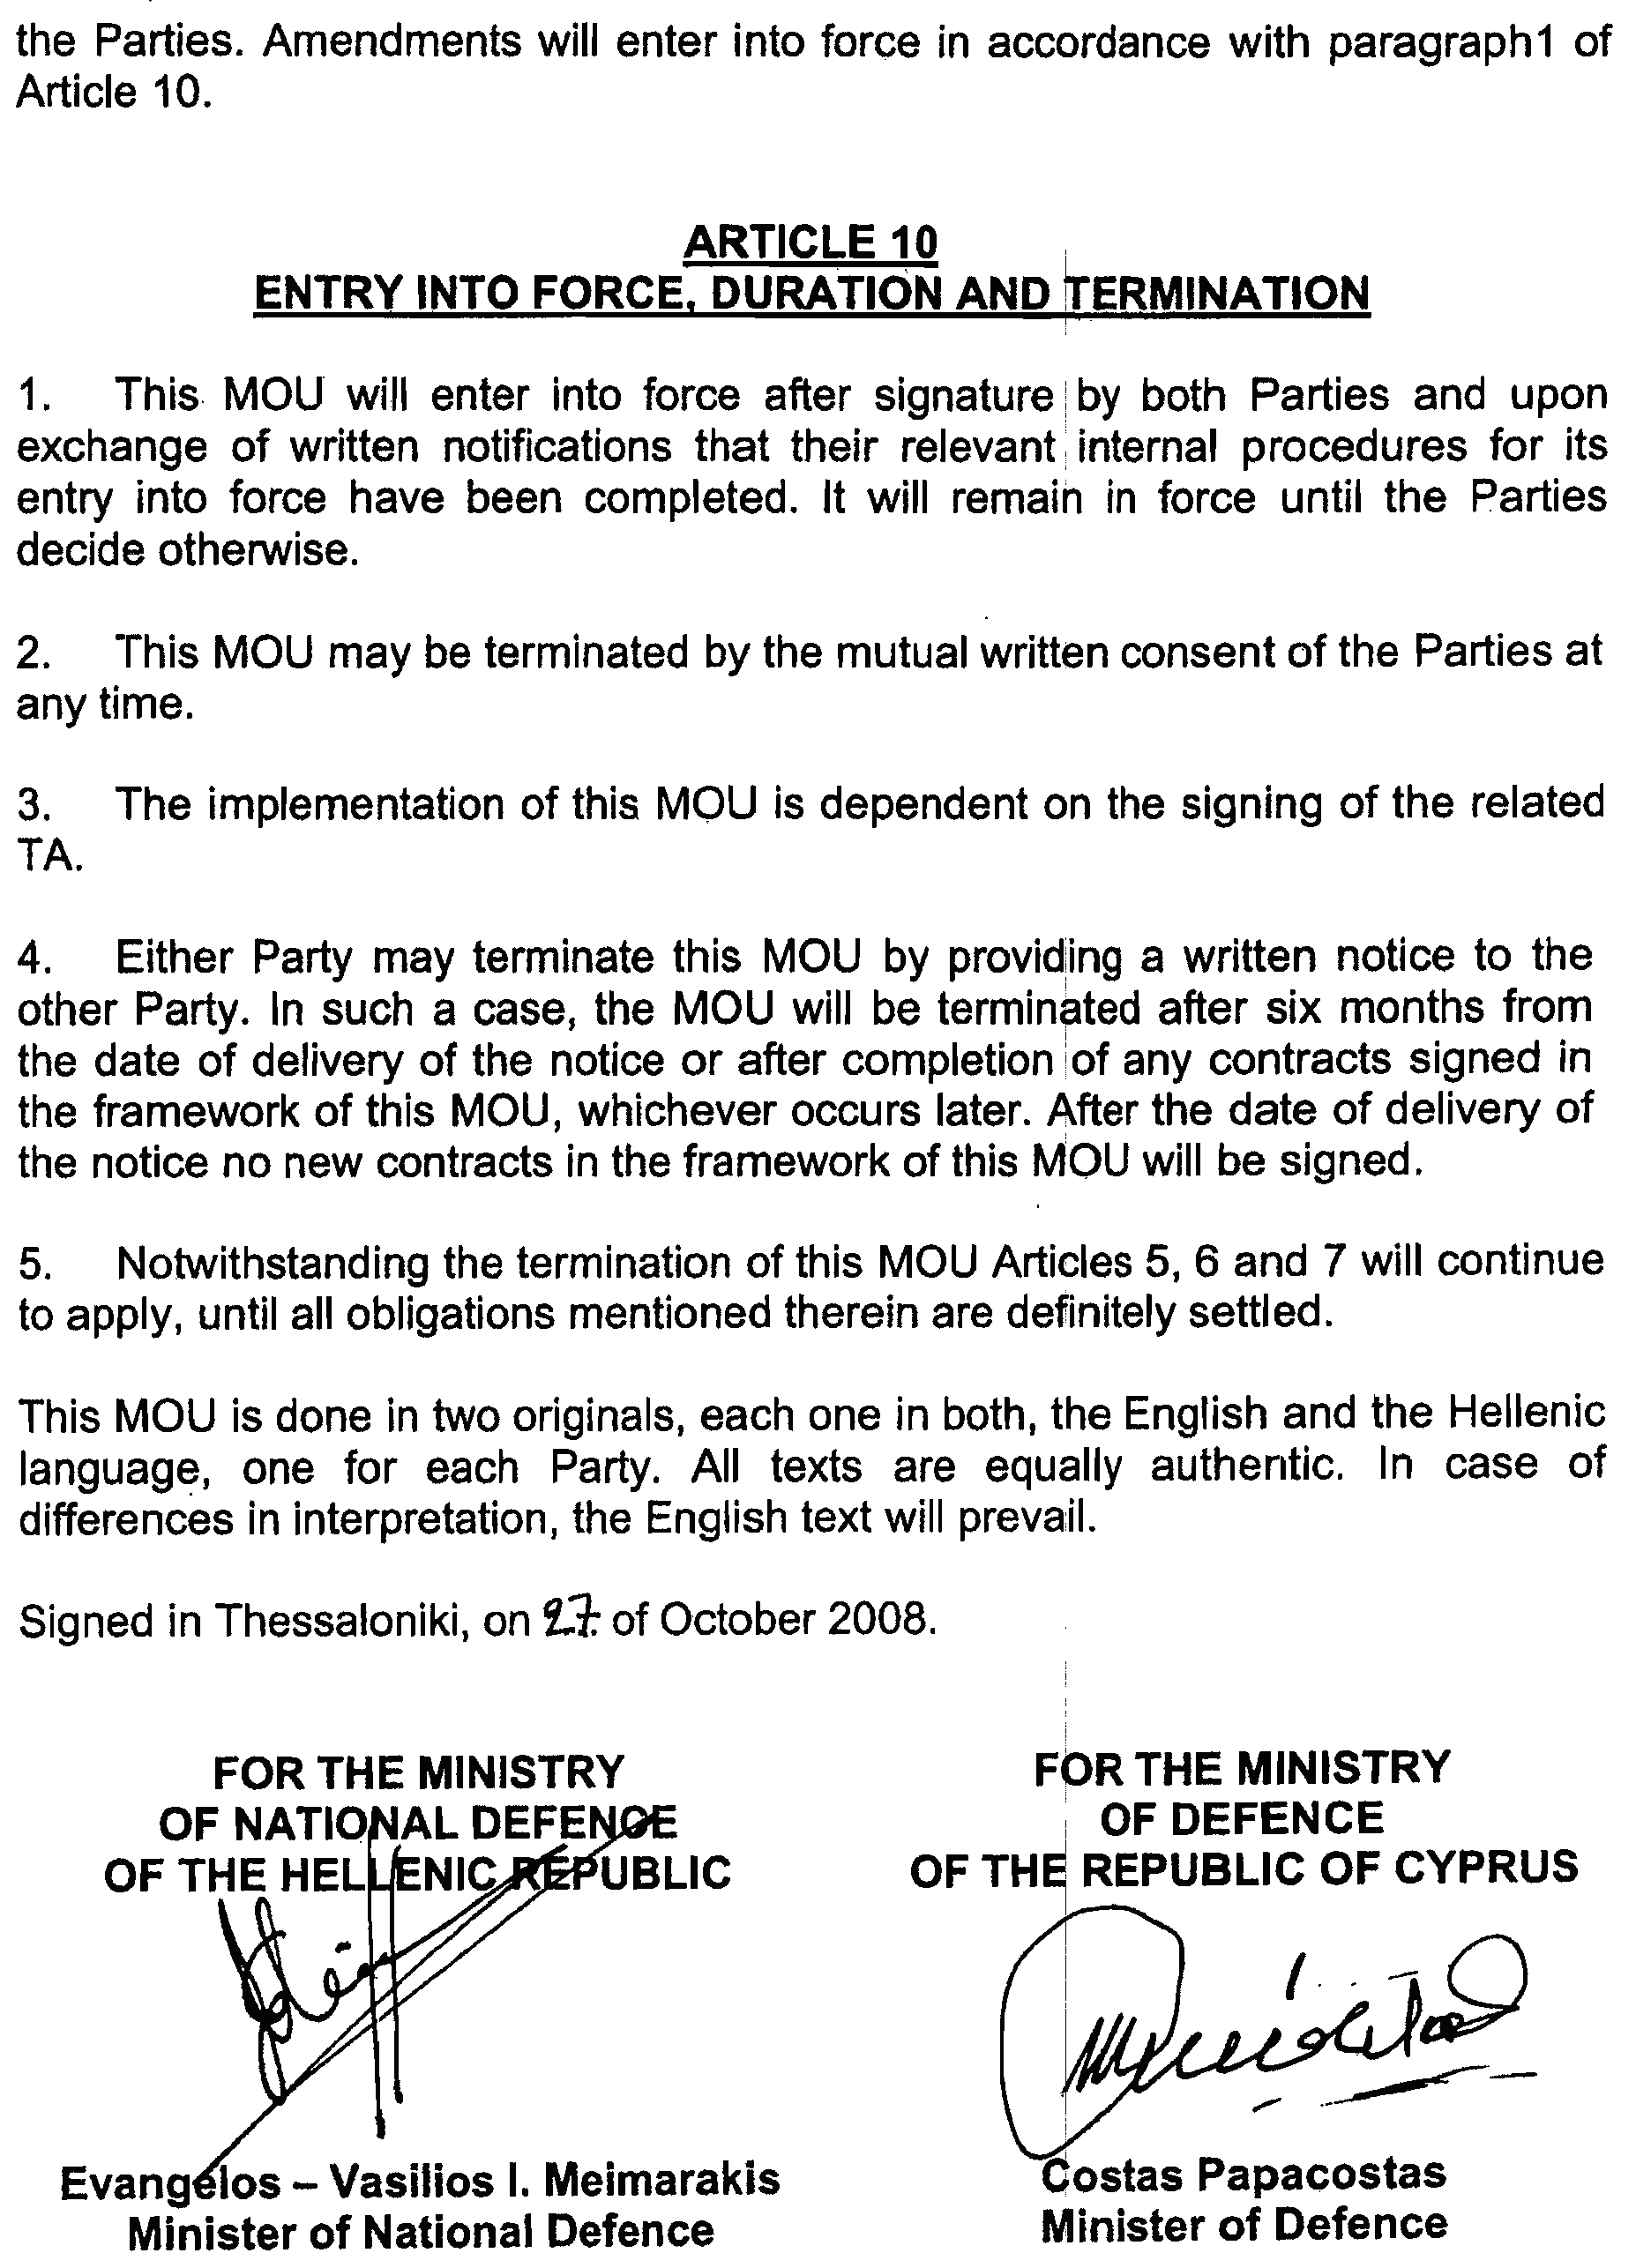 the Parties. Amendments will enter into force in accordance with paragraph1 of
Article 10.
ARTICLE 10
ENTRY INTO FORCE, DURATION AND TERMINATION
1. This MOU will enter into force after signature by both Parties and upon
exchange of written notifications that their relevant internal procedures for its
entry into force have been completed. It will remain in force until the Parties
decide otherwise.
2. This MOU may be terminated by the mutual written consent of the Parties at
any time.
3. The implementation of this MOU is dependent on the signing of the related
TA.
4. Either Party may terminate this MOU by providing a written notice to the
other Party. In such a case, the MOU will be terminated after six months from
the date of delivery of the notice or after completion of any contracts signed in
the framework of this MOU, whichever occurs later. After the date of delivery of
the notice no new contracts in the framework of this MOU will be signed.
5. Notwithstanding the termination of this MOU Articles 5, 6 and 7 will continue
to apply, until all obligations mentioned therein are definitely settled.
This MOU is done in two originals, each one in both, the English and the Hellenic
language, one for each Party. All texts are equally authentic. In case of
differences in interpretation, the English text will prevail.
Signed in Thessaloniki, on 27 of October 2008.
FOR THE MINISTRY
OF NATIONAL DEFENCE
OF THE HELLENIC REPUBLIC
Evangelos – Vasilios I. Meimarakis
Minister of National Defence
FOR THE MINISTRY
OF DEFENCE
OF THE REPUBLIC OF CYPRUS
Costas Papacostas
Minister of Defence